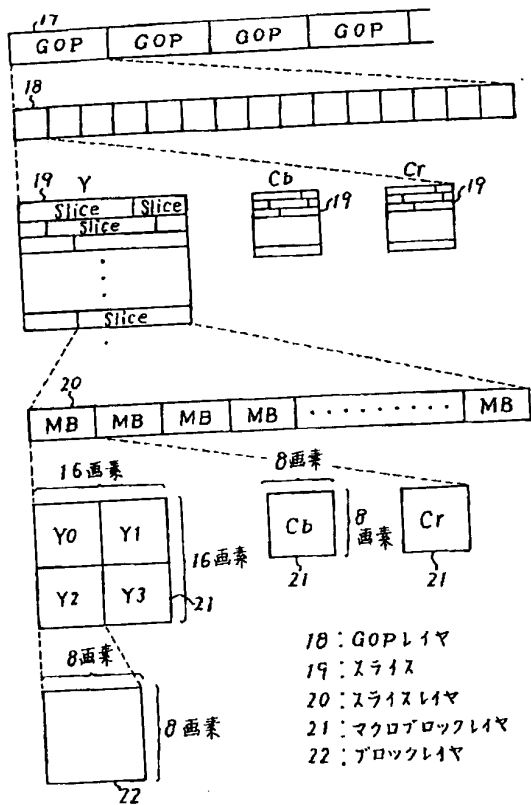 17
GOP GOP GOP GOP
18
19 Y Cb Cr
Slice Slice
Slice
19 19
Slice
20
MB MB MB MB ········· MB
16画素 8画素
Y0 Y1
16画素
Cb
8画素
Cr
Y2 Y3
21 21 21
8画素
8画素
22
18：GOPレイヤ
19：スライス
20：スライスレイヤ
21：マクロブロックレイヤ
22：ブロックレイヤ